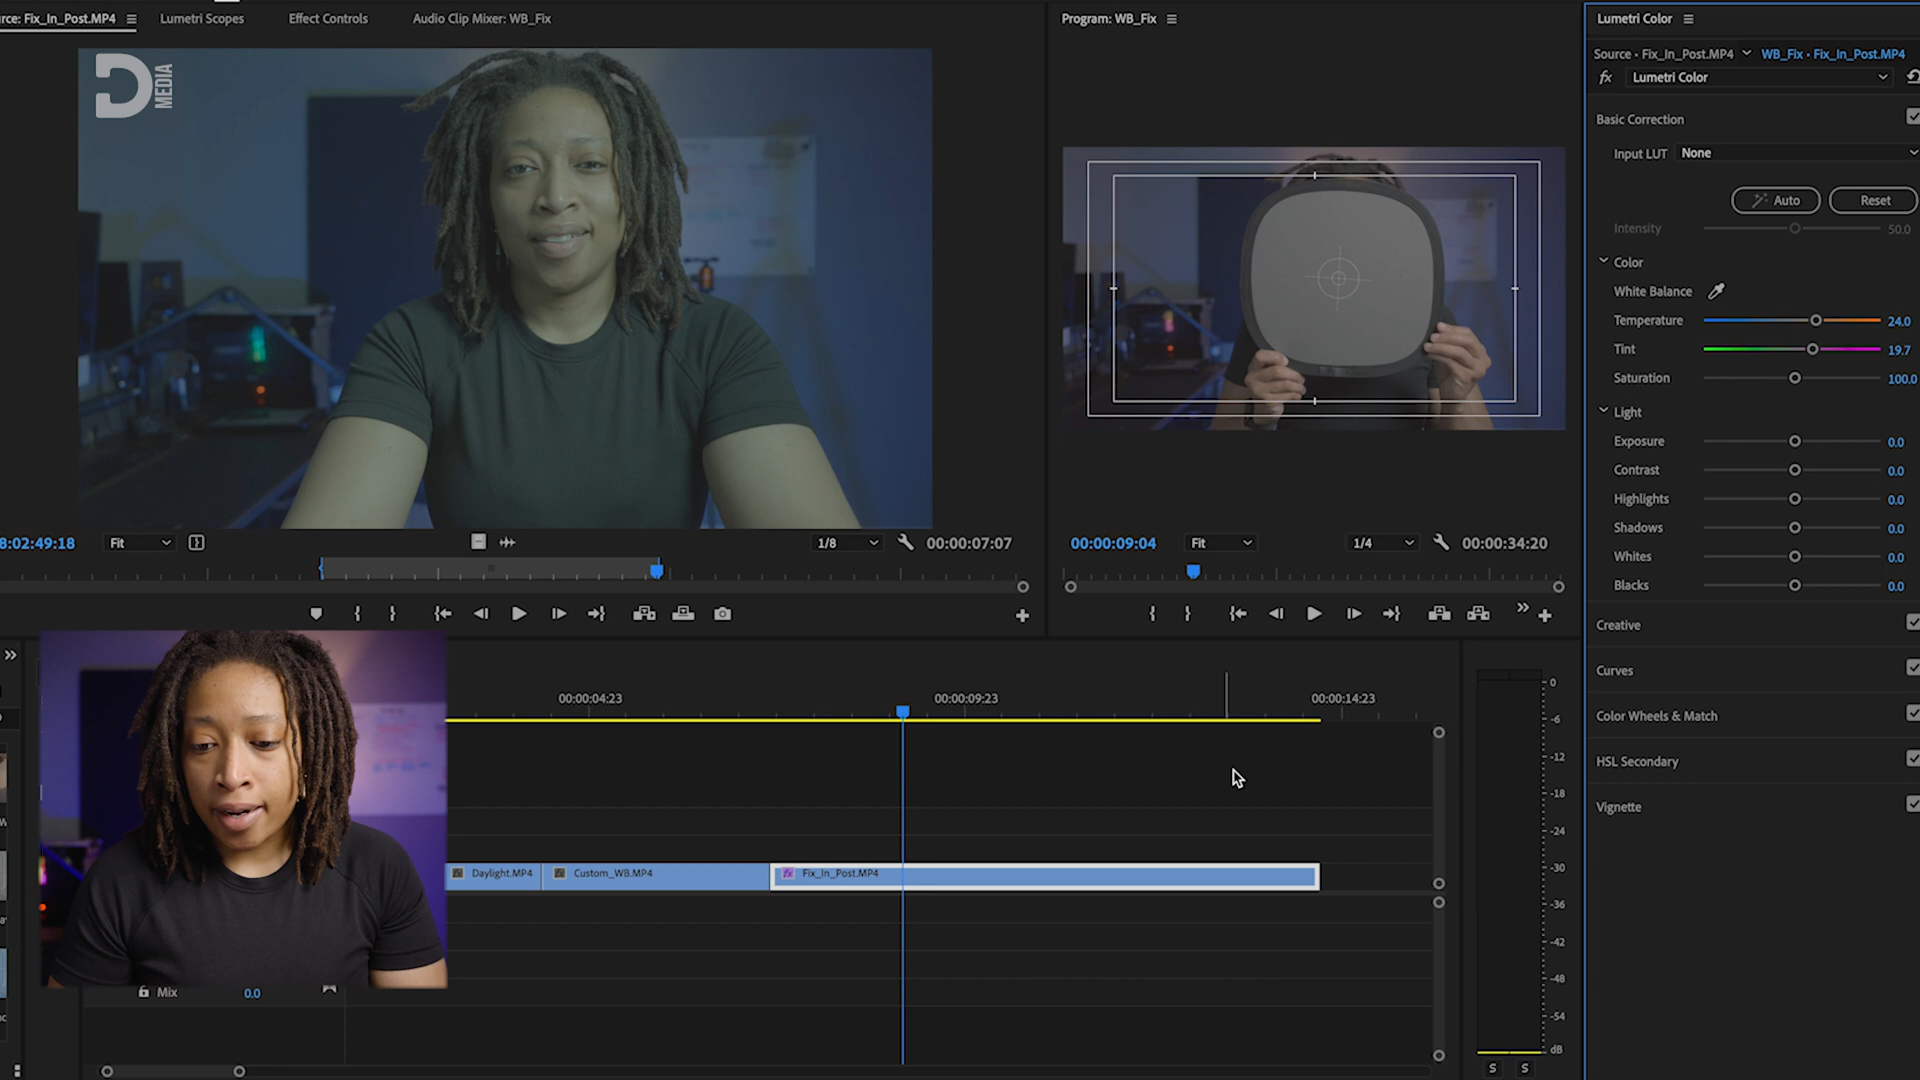 rce: Fix_In_Post.MP4
Lumetri Scopes
Effect Controls
Audio Clip Mixer: WB_Fix
Program: WB_Fix
Lumetri Color
D MEDIA
Source • Fix_In_Post.MP4
WB_Fix • Fix_In_Post.MP4
fx Lumetri Color
Basic Correction
Input LUT None
Auto Reset
Intensity 50.0
Color
White Balance
Temperature 24.0
Tint 19.7
Saturation 100.0
Light
Exposure 0.0
Contrast 0.0
Highlights 0.0
Shadows 0.0
Whites 0.0
Blacks 0.0
Creative
Curves
Color Wheels & Match
HSL Secondary
Vignette
8:02:49:18
Fit
1/8
00:00:07:07
00:00:09:04
Fit
1/4
00:00:34:20
00:00:04:23
00:00:09:23
00:00:14:23
fx Daylight.MP4
fx Custom_WB.MP4
fx Fix_In_Post.MP4
Mix 0.0
0
-6
-12
-18
-24
-30
-36
-42
-48
-54
dB
S S